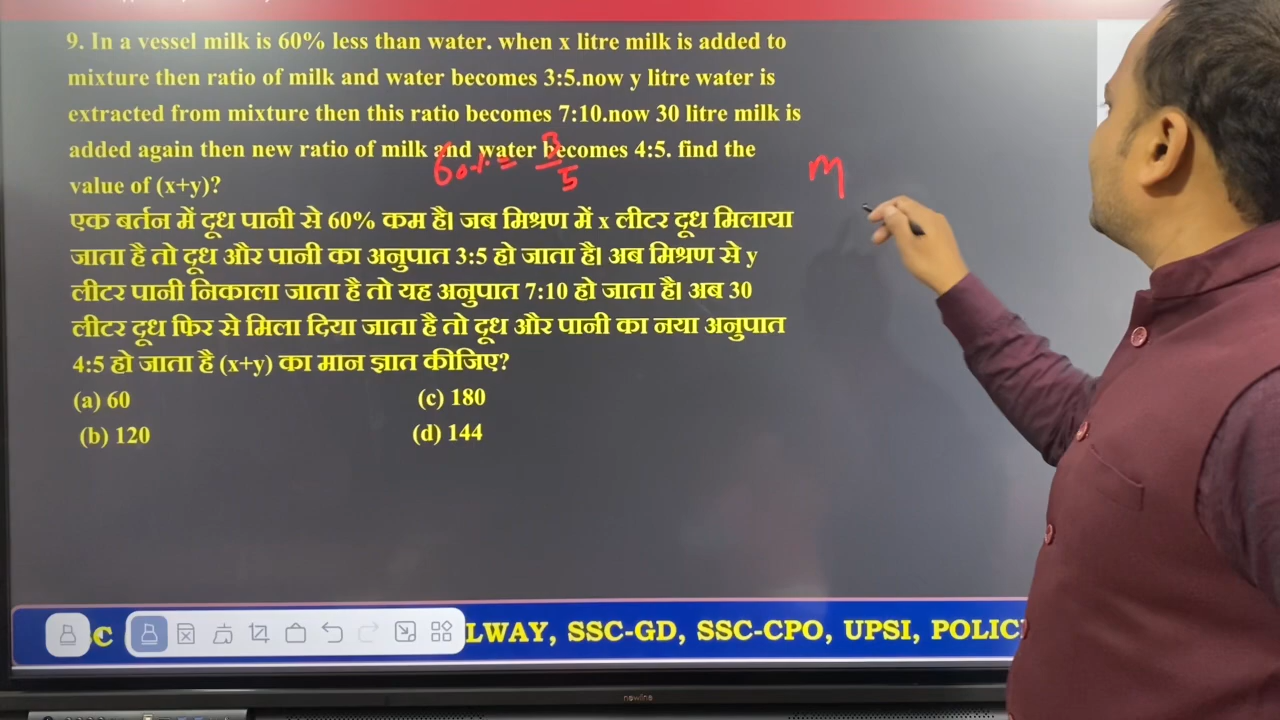 9. In a vessel milk is 60% less than water. when x litre milk is added to
mixture then ratio of milk and water becomes 3:5.now y litre water is
extracted from mixture then this ratio becomes 7:10.now 30 litre milk is
added again then new ratio of milk and water becomes 4:5. find the
60% = 3/5
value of (x+y)?
m
एक बर्तन में दूध पानी से 60% कम है। जब मिश्रण में x लीटर दूध मिलाया
जाता है तो दूध और पानी का अनुपात 3:5 हो जाता है। अब मिश्रण से y
लीटर पानी निकाला जाता है तो यह अनुपात 7:10 हो जाता है। अब 30
लीटर दूध फिर से मिला दिया जाता है तो दूध और पानी का नया अनुपात
4:5 हो जाता है (x+y) का मान ज्ञात कीजिए?
(a) 60 (c) 180
(b) 120 (d) 144
LWAY, SSC-GD, SSC-CPO, UPSI, POLIC
newline